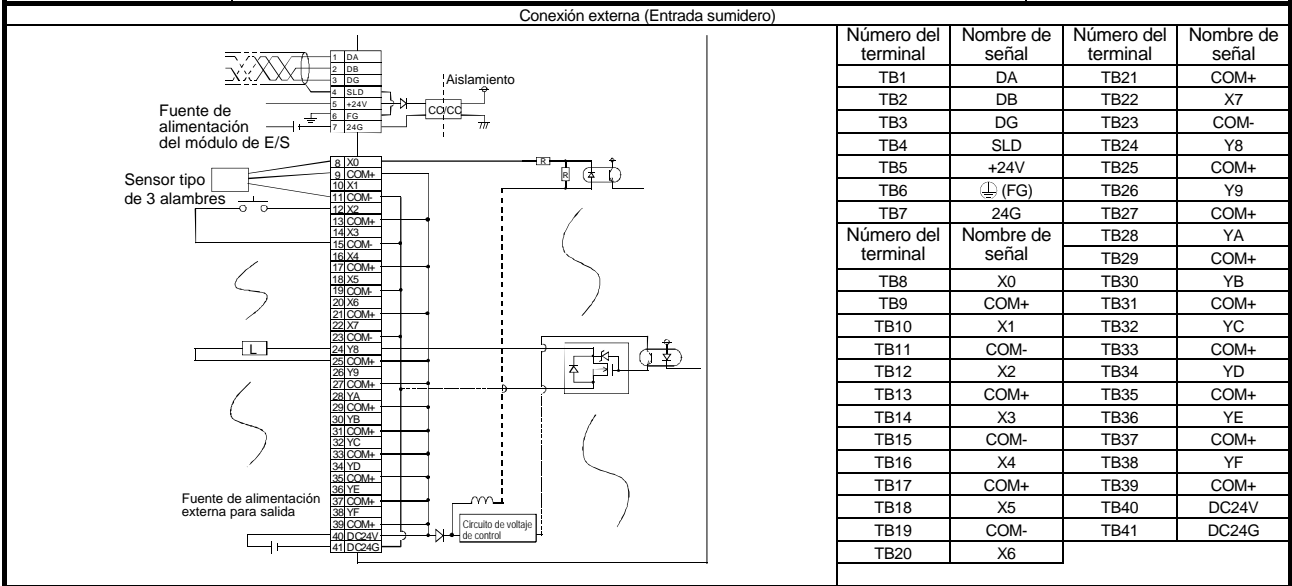 Conexión externa (Entrada sumidero)
1 DA
2 DB
3 DG
4 SLD
5 +24V
6 FG
7 24G
Aislamiento
CC/CC
Fuente de
alimentación
del módulo de E/S
Sensor tipo
de 3 alambres
8 X0
9 COM+
10 X1
11 COM-
12 X2
13 COM+
14 X3
15 COM-
16 X4
17 COM+
18 X5
19 COM-
20 X6
21 COM+
22 X7
23 COM-
24 Y8
25 COM+
26 Y9
27 COM+
28 YA
29 COM+
30 YB
31 COM+
32 YC
33 COM+
34 YD
35 COM+
36 YE
37 COM+
38 YF
39 COM+
40 DC24V
41 DC24G
R
R
L
Fuente de alimentación
externa para salida
Circuito de voltaje
de control
Número del terminal Nombre de señal Número del terminal Nombre de señal
TB1 DA TB21 COM+
TB2 DB TB22 X7
TB3 DG TB23 COM-
TB4 SLD TB24 Y8
TB5 +24V TB25 COM+
TB6 (FG) TB26 Y9
TB7 24G TB27 COM+
Número del terminal Nombre de señal TB28 YA
TB29 COM+
TB8 X0 TB30 YB
TB9 COM+ TB31 COM+
TB10 X1 TB32 YC
TB11 COM- TB33 COM+
TB12 X2 TB34 YD
TB13 COM+ TB35 COM+
TB14 X3 TB36 YE
TB15 COM- TB37 COM+
TB16 X4 TB38 YF
TB17 COM+ TB39 COM+
TB18 X5 TB40 DC24V
TB19 COM- TB41 DC24G
TB20 X6